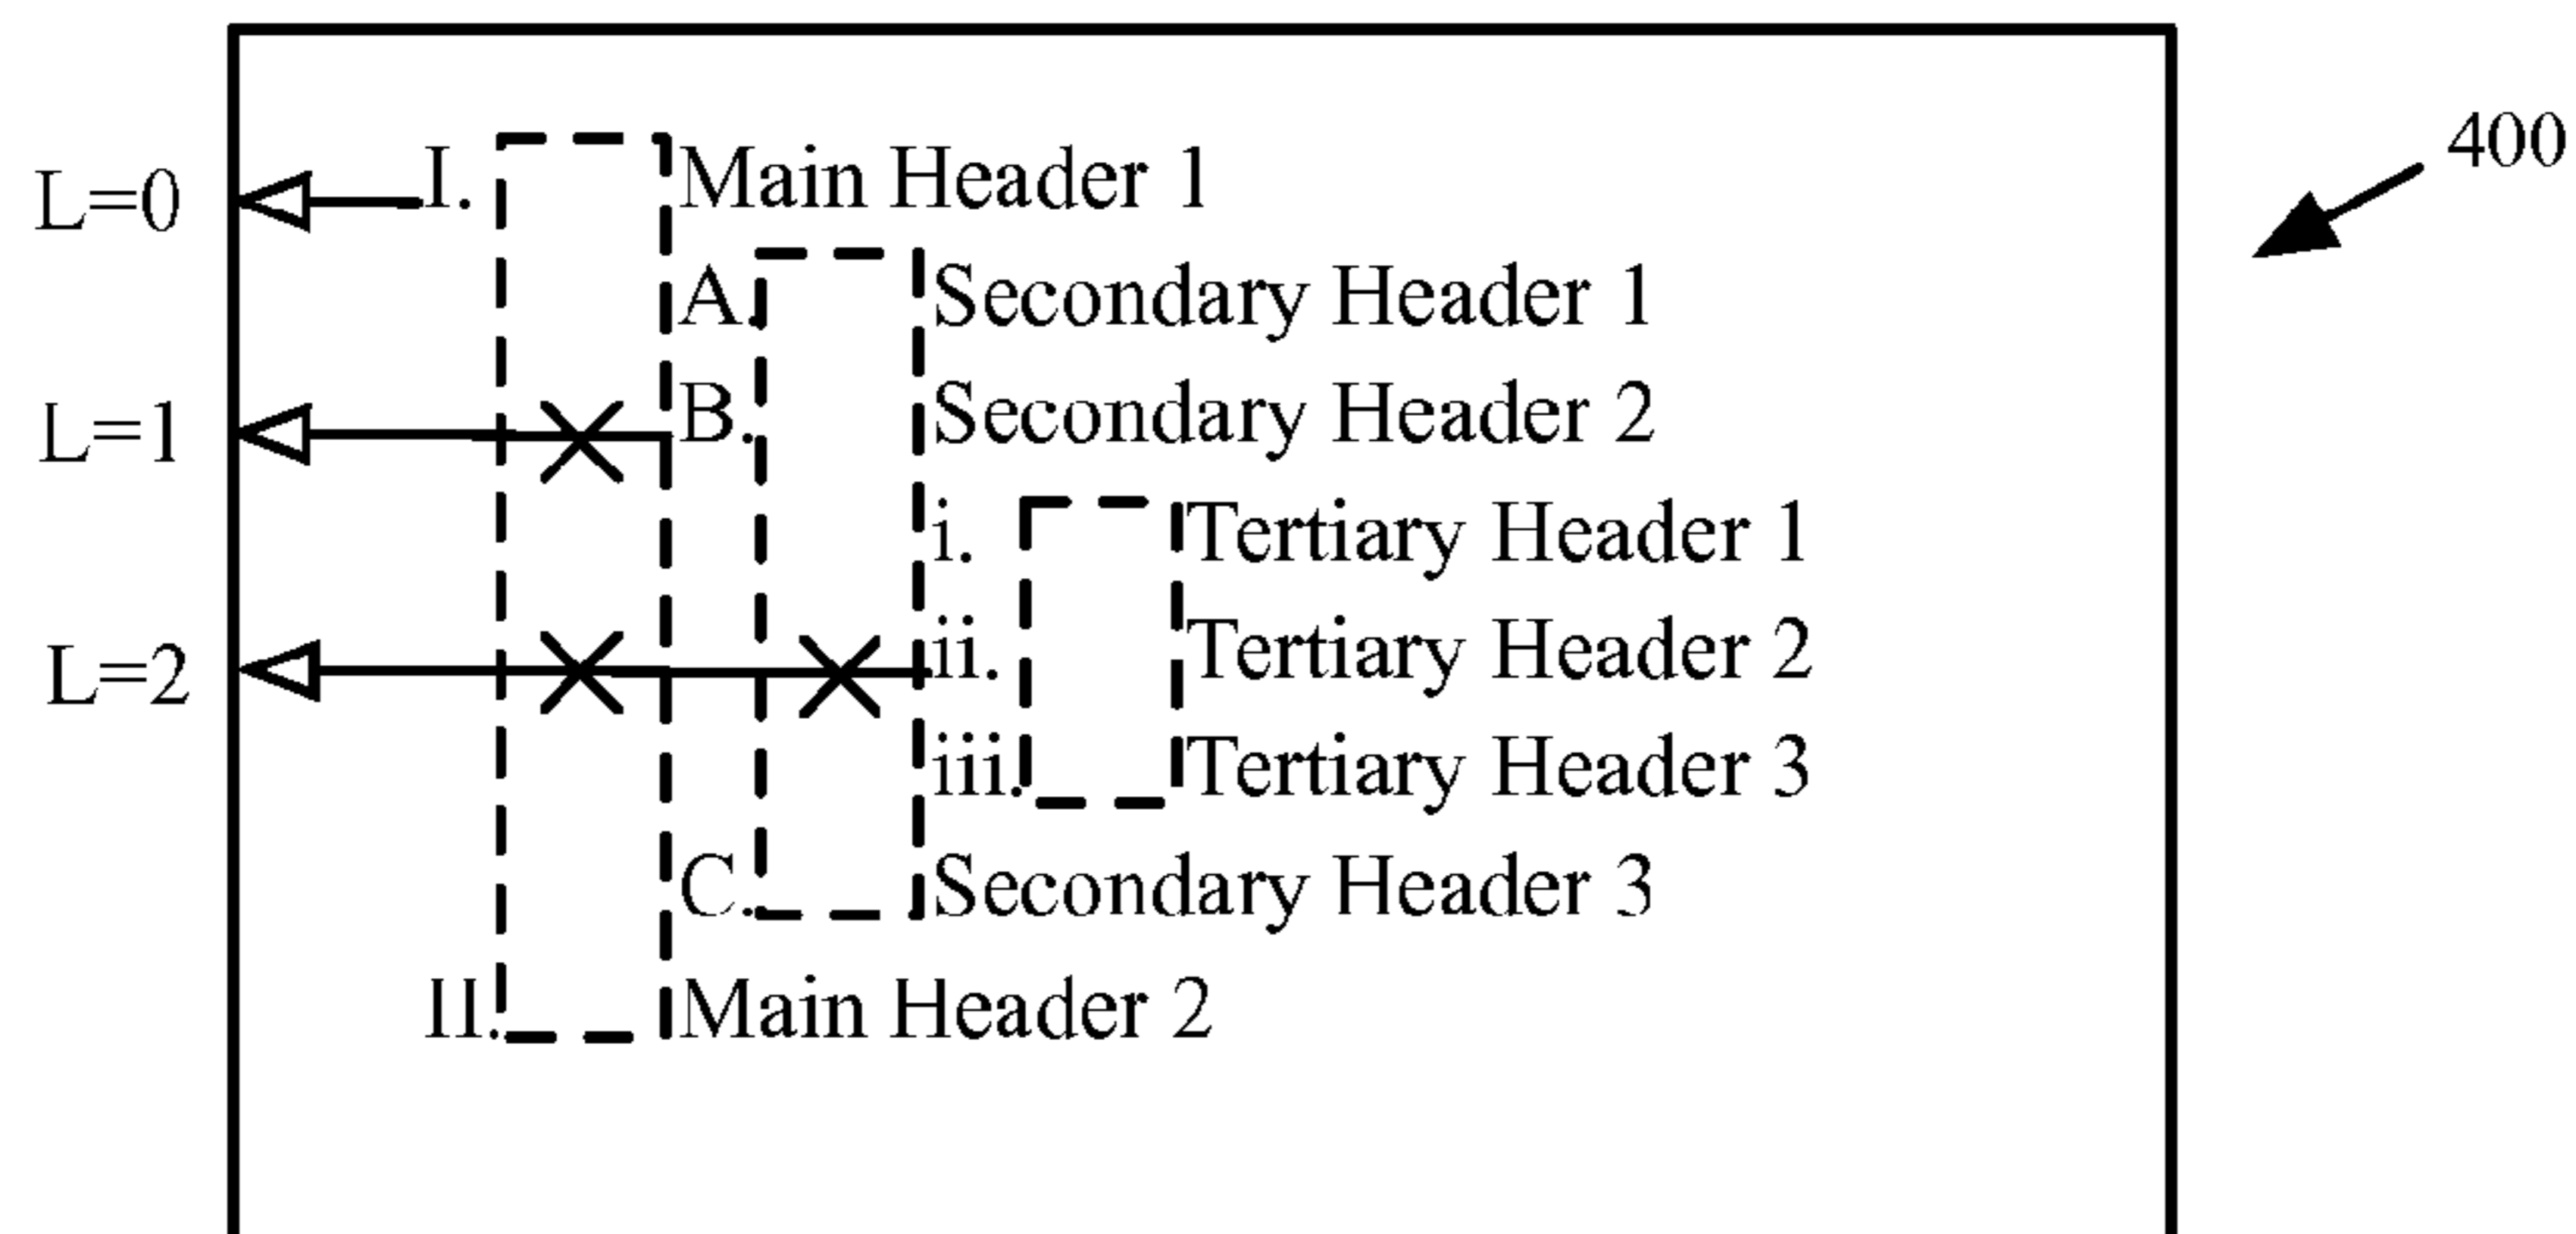 I. Main Header 1
400
L=0
A. Secondary Header 1
B. Secondary Header 2
L=1
i. Tertiary Header 1
ii. Tertiary Header 2
L=2
iii. Tertiary Header 3
C. Secondary Header 3
II. Main Header 2